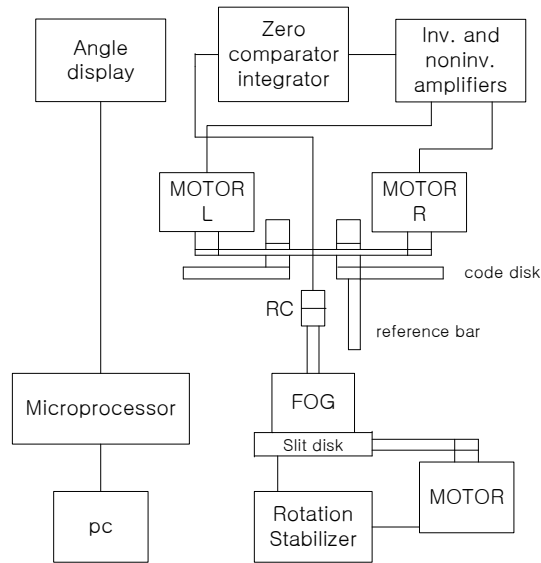 Angle
display
Zero
comparator
integrator
Inv. and
noninv.
amplifiers
MOTOR
L
MOTOR
R
code disk
RC
reference bar
Microprocessor
FOG
Slit disk
pc
Rotation
Stabilizer
MOTOR